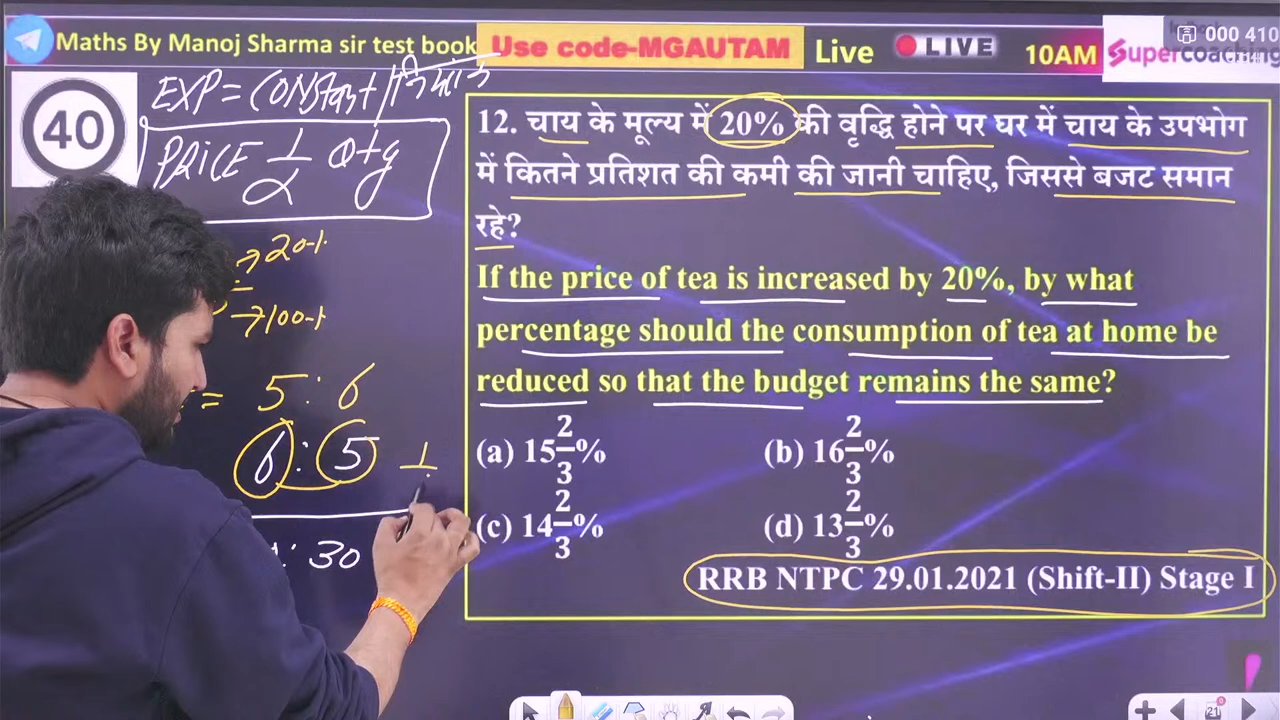 Maths By Manoj Sharma sir test book
Use code-MGAUTAM
Live
LIVE
10AM
Supercoaching
000 410
40
EXP = CONStant / नियतांक
PRICE 1/α Qty
→ 20%
→ 100%
= 5 : 6
6 : 5
1
: 30
12. चाय के मूल्य में 20% की वृद्धि होने पर घर में चाय के उपभोग
में कितने प्रतिशत की कमी की जानी चाहिए, जिससे बजट समान
रहे?
If the price of tea is increased by 20%, by what
percentage should the consumption of tea at home be
reduced so that the budget remains the same?
(a) 15 2/3% (b) 16 2/3%
(c) 14 2/3% (d) 13 2/3%
RRB NTPC 29.01.2021 (Shift-II) Stage I
21